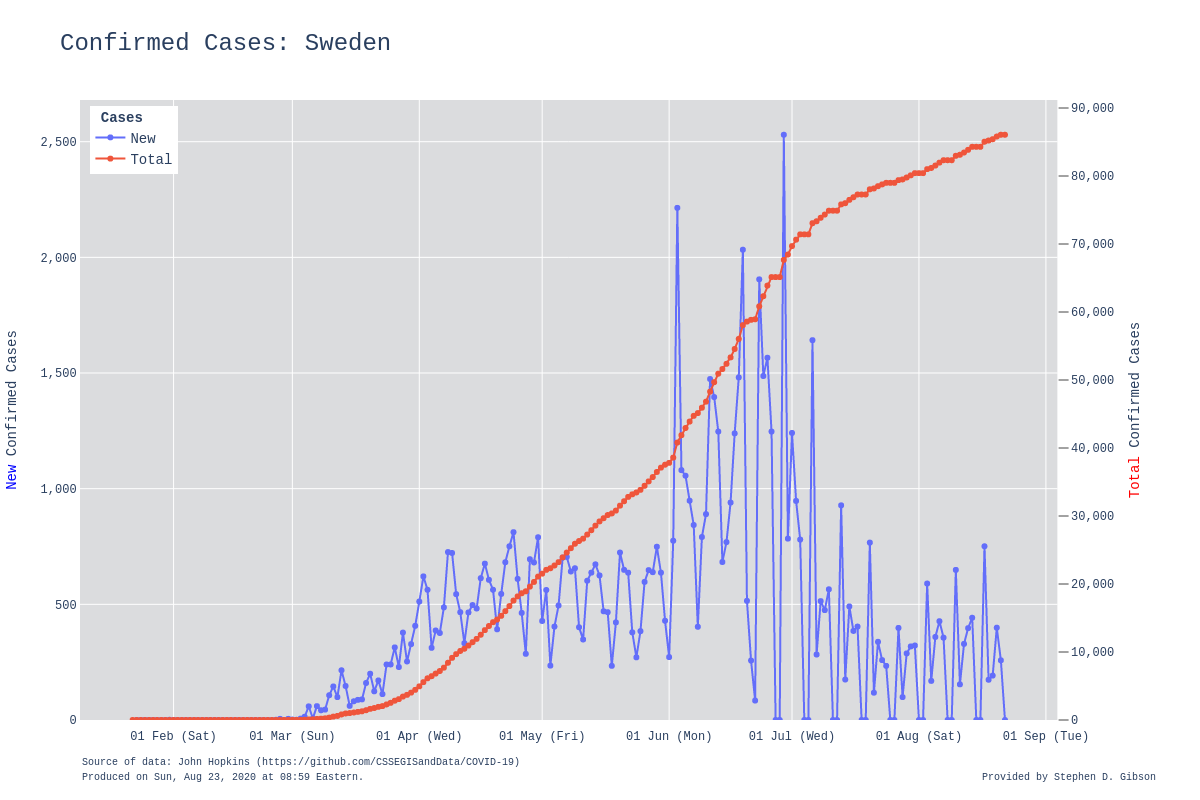 Confirmed Cases: Sweden
Cases
New
Total
2,500
2,000
1,500
1,000
500
0
New Confirmed Cases
90,000
80,000
70,000
60,000
50,000
40,000
30,000
20,000
10,000
0
Total Confirmed Cases
01 Feb (Sat) 01 Mar (Sun) 01 Apr (Wed) 01 May (Fri) 01 Jun (Mon) 01 Jul (Wed) 01 Aug (Sat) 01 Sep (Tue)
Source of data: John Hopkins (https://github.com/CSSEGISandData/COVID-19)
Produced on Sun, Aug 23, 2020 at 08:59 Eastern.
Provided by Stephen D. Gibson